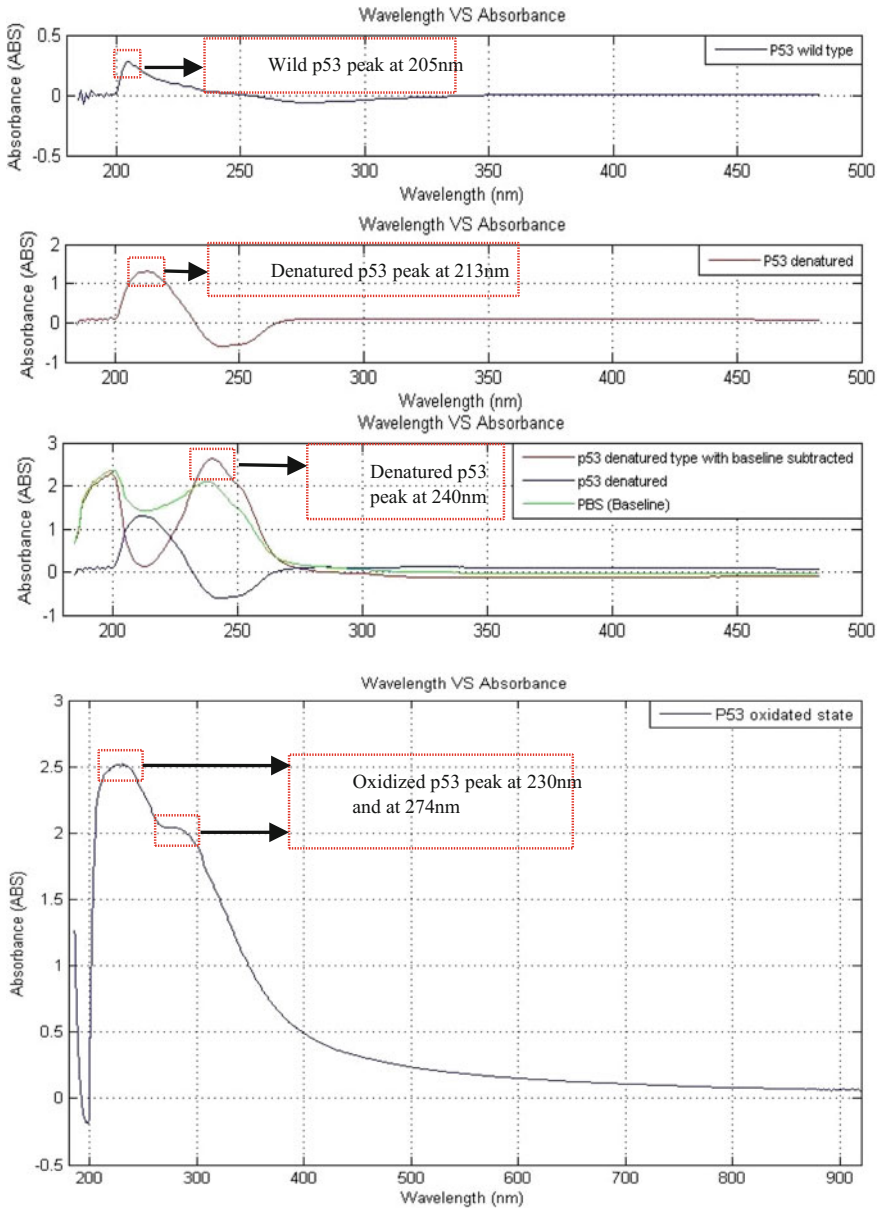 Wavelength VS Absorbance
Absorbance (ABS)
0.5
0
-0.5
Wild p53 peak at 205nm
P53 wild type
200 250 300 350 400 450 500
Wavelength (nm)
Wavelength VS Absorbance
Absorbance (ABS)
2
1
0
-1
Denatured p53 peak at 213nm
P53 denatured
200 250 300 350 400 450 500
Wavelength (nm)
Wavelength VS Absorbance
Absorbance (ABS)
3
2
1
0
-1
Denatured p53
peak at 240nm
p53 denatured type with baseline subtracted
p53 denatured
PBS (Baseline)
200 250 300 350 400 450 500
Wavelength VS Absorbance
Absorbance (ABS)
3
2.5
2
1.5
1
0.5
0
-0.5
P53 oxidated state
Oxidized p53 peak at 230nm
and at 274nm
200 300 400 500 600 700 800 900
Wavelength (nm)